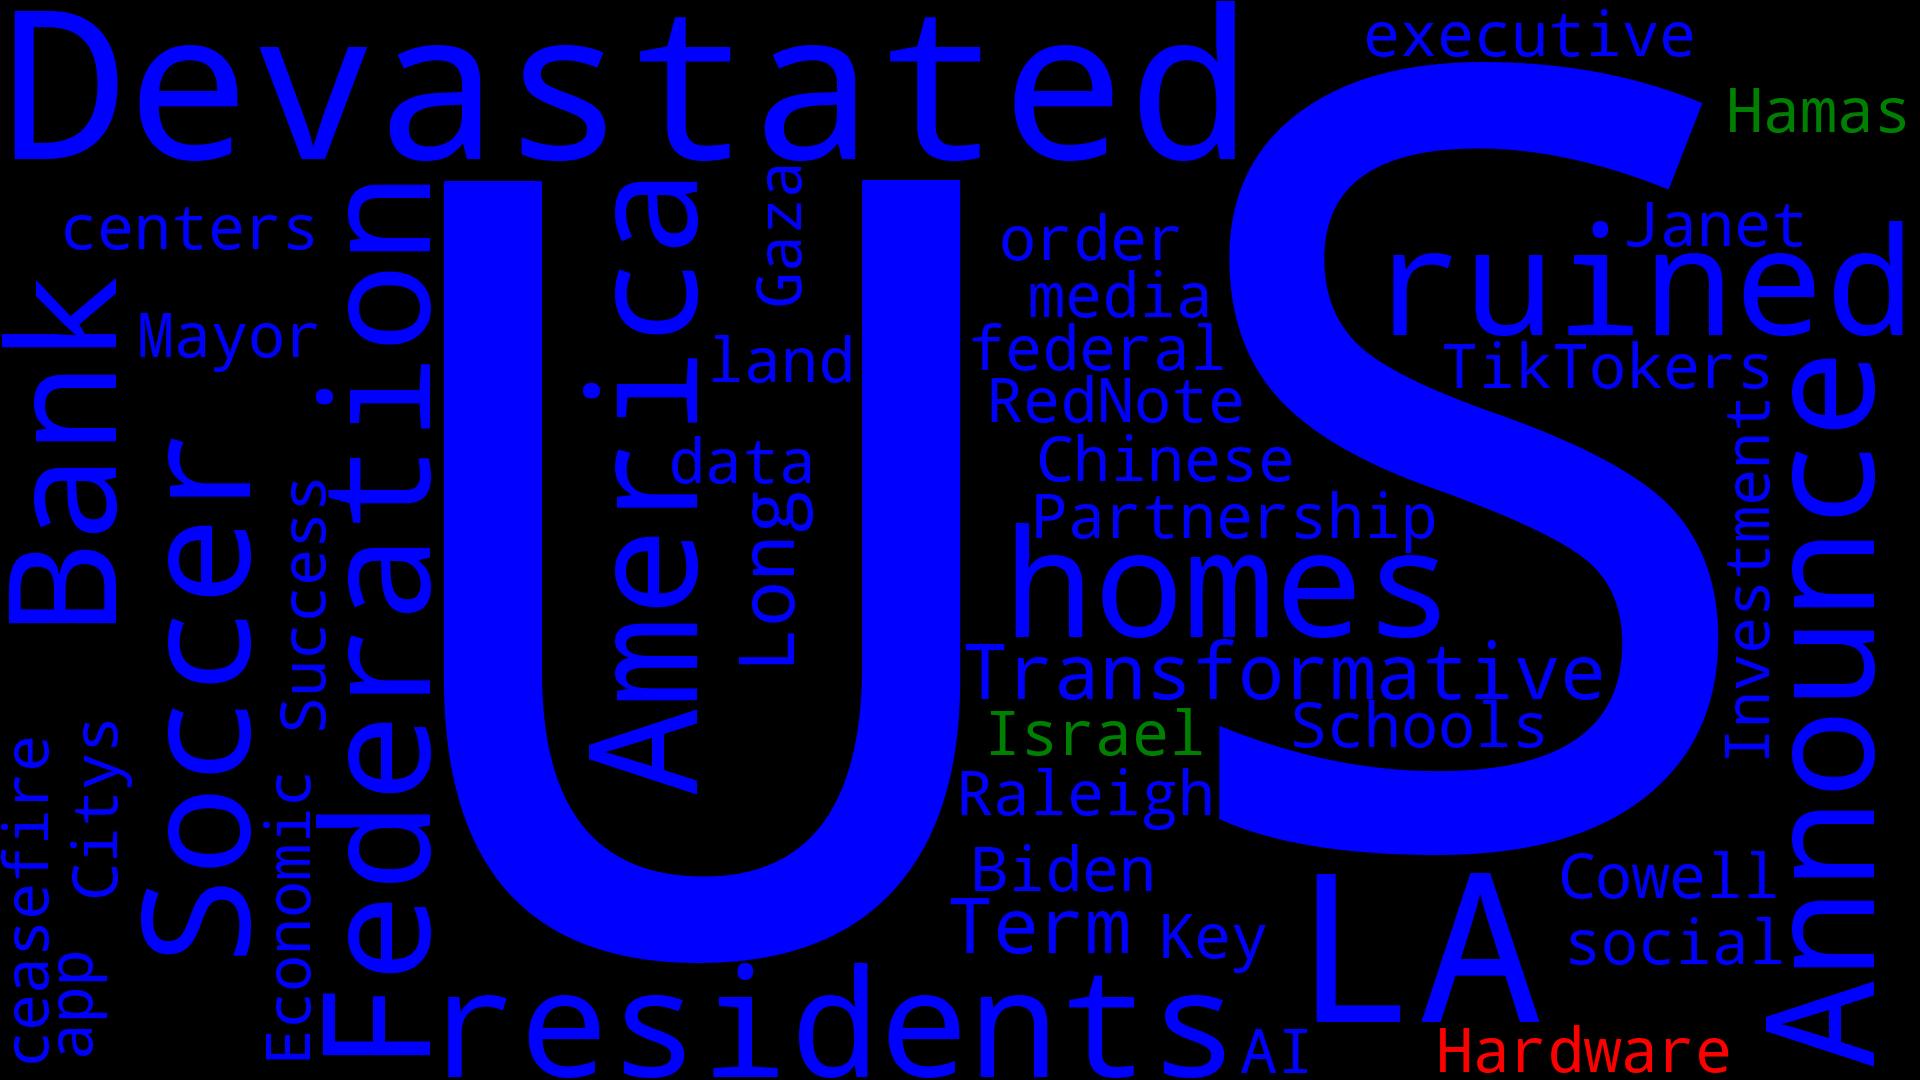 Devastated
executive
Hamas
US
centers
Federation
America
Gaza
order
Janet
ruined
media
Bank
Mayor
land
federal
TikTokers
RedNote
Announce
Soccer
data
Chinese
Investment
Success
Long
Partnership
homes
Transformative
Israel
Schools
ceasefire
Citys
Economic
Raleigh
Biden
Cowell
Term
Key
LA
social
app
residents
AI
Hardware